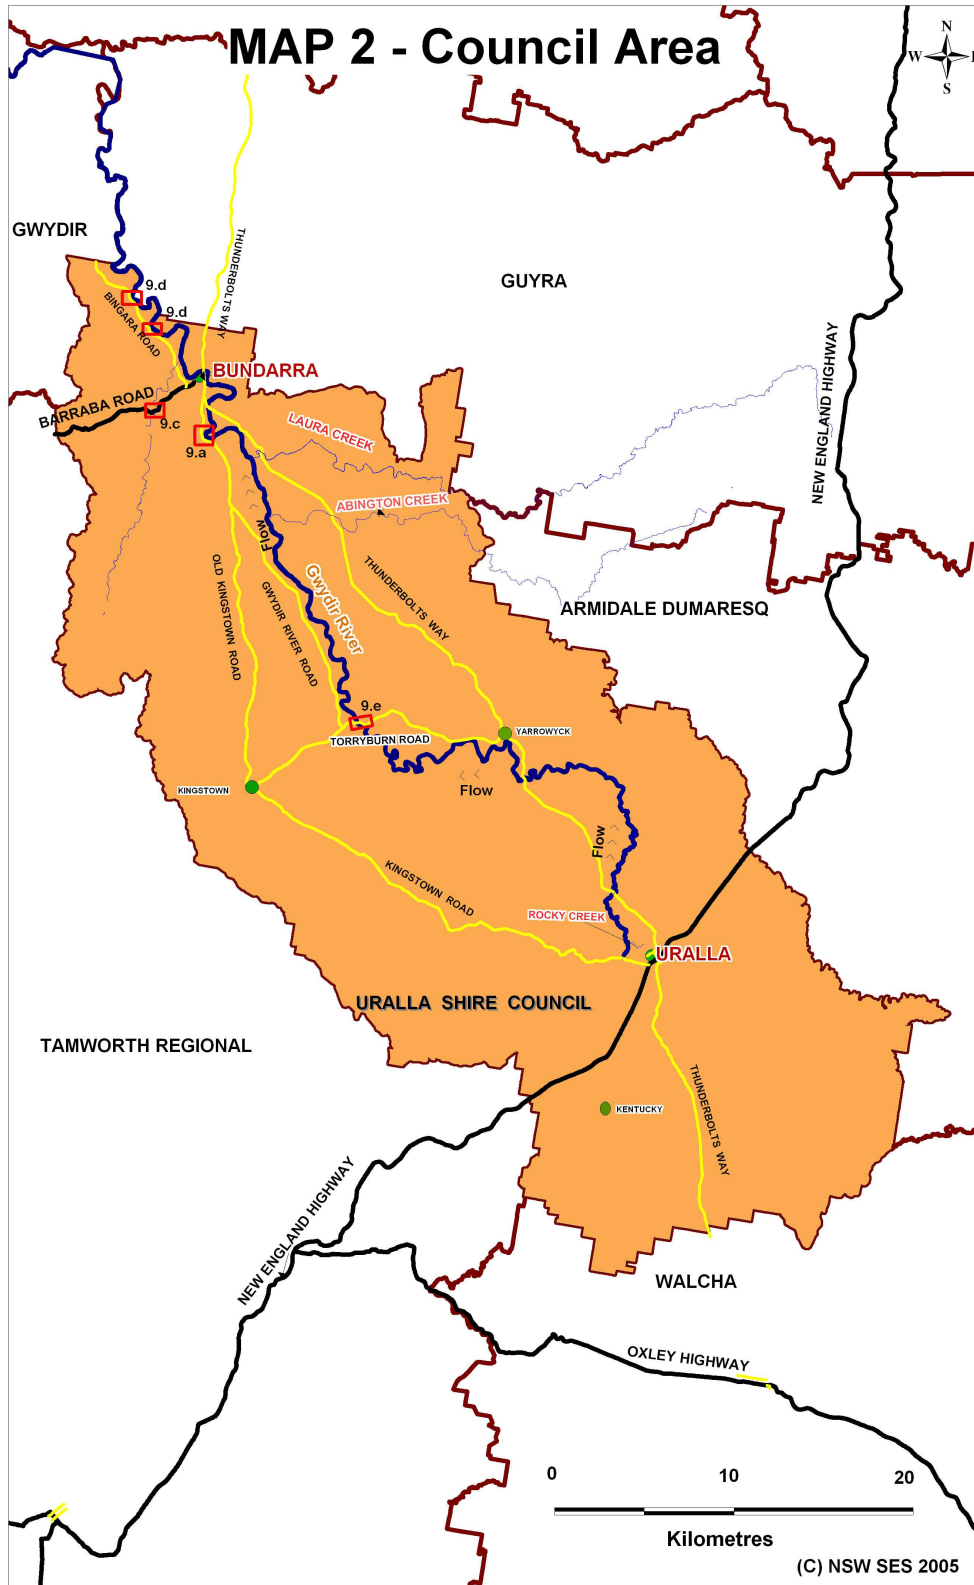 MAP 2 - Council Area
N
W
E
S
GWYDIR
THUNDERBOLTS WAY
GUYRA
9.d
9.d
BINGARA ROAD
BUNDARRA
BARRABA ROAD
9.c
9.a
LAURA CREEK
NEW ENGLAND HIGHWAY
ABINGTON CREEK
Flow
OLD KINGSTOWN ROAD
GWYDIR RIVER ROAD
Gwydir River
THUNDERBOLTS WAY
ARMIDALE DUMARESQ
9.e
TORRYBURN ROAD
YARROWYCK
KINGSTOWN
Flow
Flow
KINGSTOWN ROAD
ROCKY CREEK
URALLA
URALLA SHIRE COUNCIL
TAMWORTH REGIONAL
THUNDERBOLTS WAY
KENTUCKY
NEW ENGLAND HIGHWAY
WALCHA
OXLEY HIGHWAY
0 10 20
Kilometres
(C) NSW SES 2005